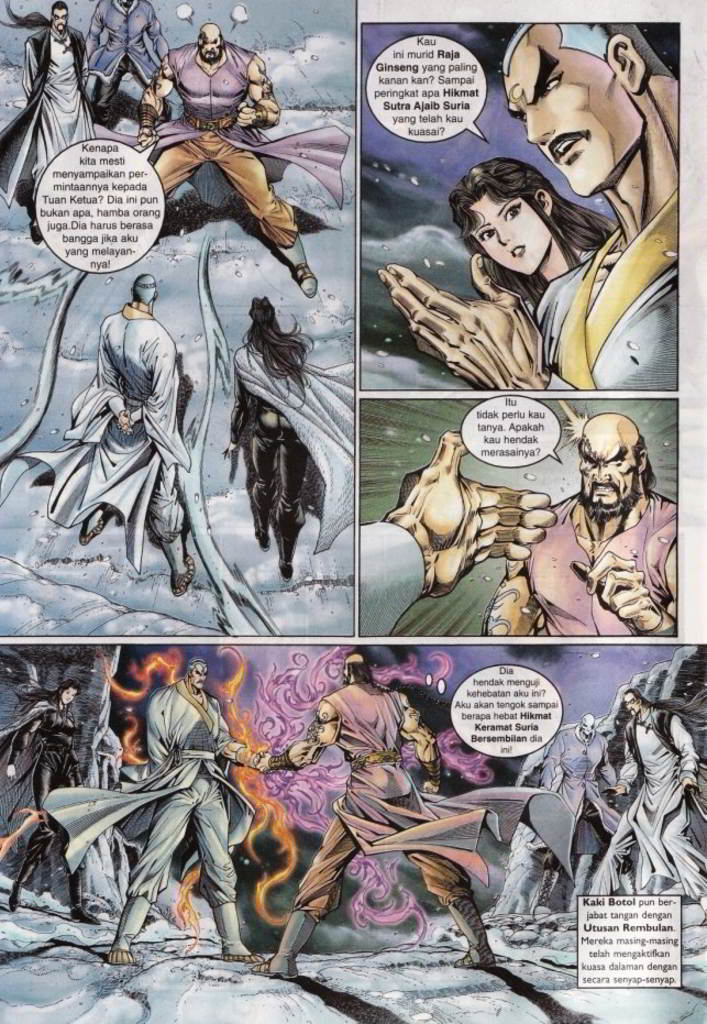 Kenapa
kita mesti
menyampaikan per-
mintaannya kepada
Tuan Ketua? Dia ini pun
bukan apa, hamba orang
saja.Dia harus berasa
bangga jika aku
yang melayan-
nya!
Kau
ini murid Raja
Ginseng yang paling
kanan kan? Sampai
peringkat apa Hikmat
Sutra Ajaib Suria
yang telah kau
kuasai?
Itu
tidak perlu kau
tanya. Apakah
kau hendak
merasainya?
Dia
hendak menguji
kehebatan aku ini?
Aku akan tengok sampai
berapa hebat Hikmat
Keramat Suria
Bersembilan dia
ini!
Kaki Botol pun ber-
jabat tangan dengan
Utusan Rembulan.
Mereka masing-masing
telah mengaktifkan
kuasa dalaman dengan
secara senyap-senyap.